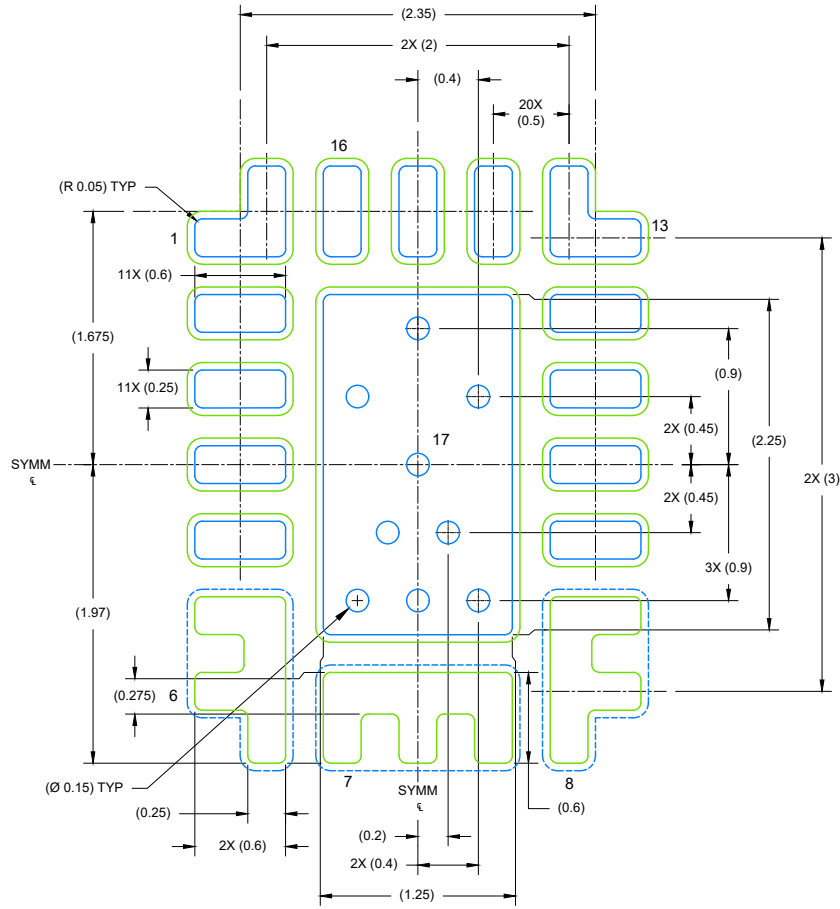 (2.35)
2X (2)
(0.4)
20X
(0.5)
16
(R 0.05) TYP
1
13
11X (0.6)
(1.675)
(0.9)
11X (0.25)
2X (0.45)
17
(2.25)
SYMM
℄
2X (3)
2X (0.45)
3X (0.9)
(1.97)
(0.275)
6
7
8
(Ø 0.15) TYP
SYMM
℄
(0.6)
(0.25)
(0.2)
2X (0.6)
2X (0.4)
(1.25)